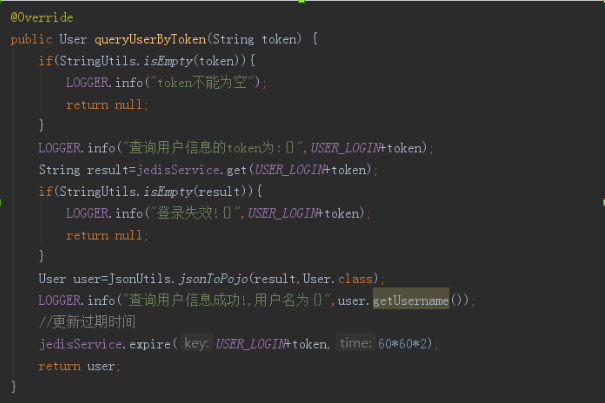 @Override
public User queryUserByToken(String token) {
if(StringUtils.isEmpty(token)){
LOGGER.info("token不能为空");
return null;
}
LOGGER.info("查询用户信息的token为:{}",USER_LOGIN+token);
String result=jedisService.get(USER_LOGIN+token);
if(StringUtils.isEmpty(result)){
LOGGER.info("登录失效!{}",USER_LOGIN+token);
return null;
}
User user=JsonUtils.jsonToPojo(result,User.class);
LOGGER.info("查询用户信息成功!,用户名为{}",user.getUsername());
//更新过期时间
jedisService.expire( key: USER_LOGIN+token, time: 60*60*2);
return user;
}